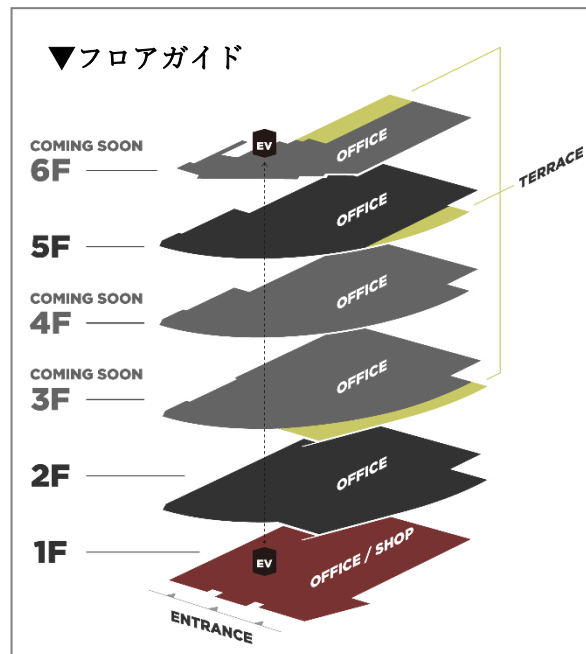 ▼フロアガイド
EV
COMING SOON
6F
OFFICE
TERRACE
5F
OFFICE
COMING SOON
4F
OFFICE
COMING SOON
3F
OFFICE
2F
OFFICE
1F
EV
OFFICE / SHOP
ENTRANCE